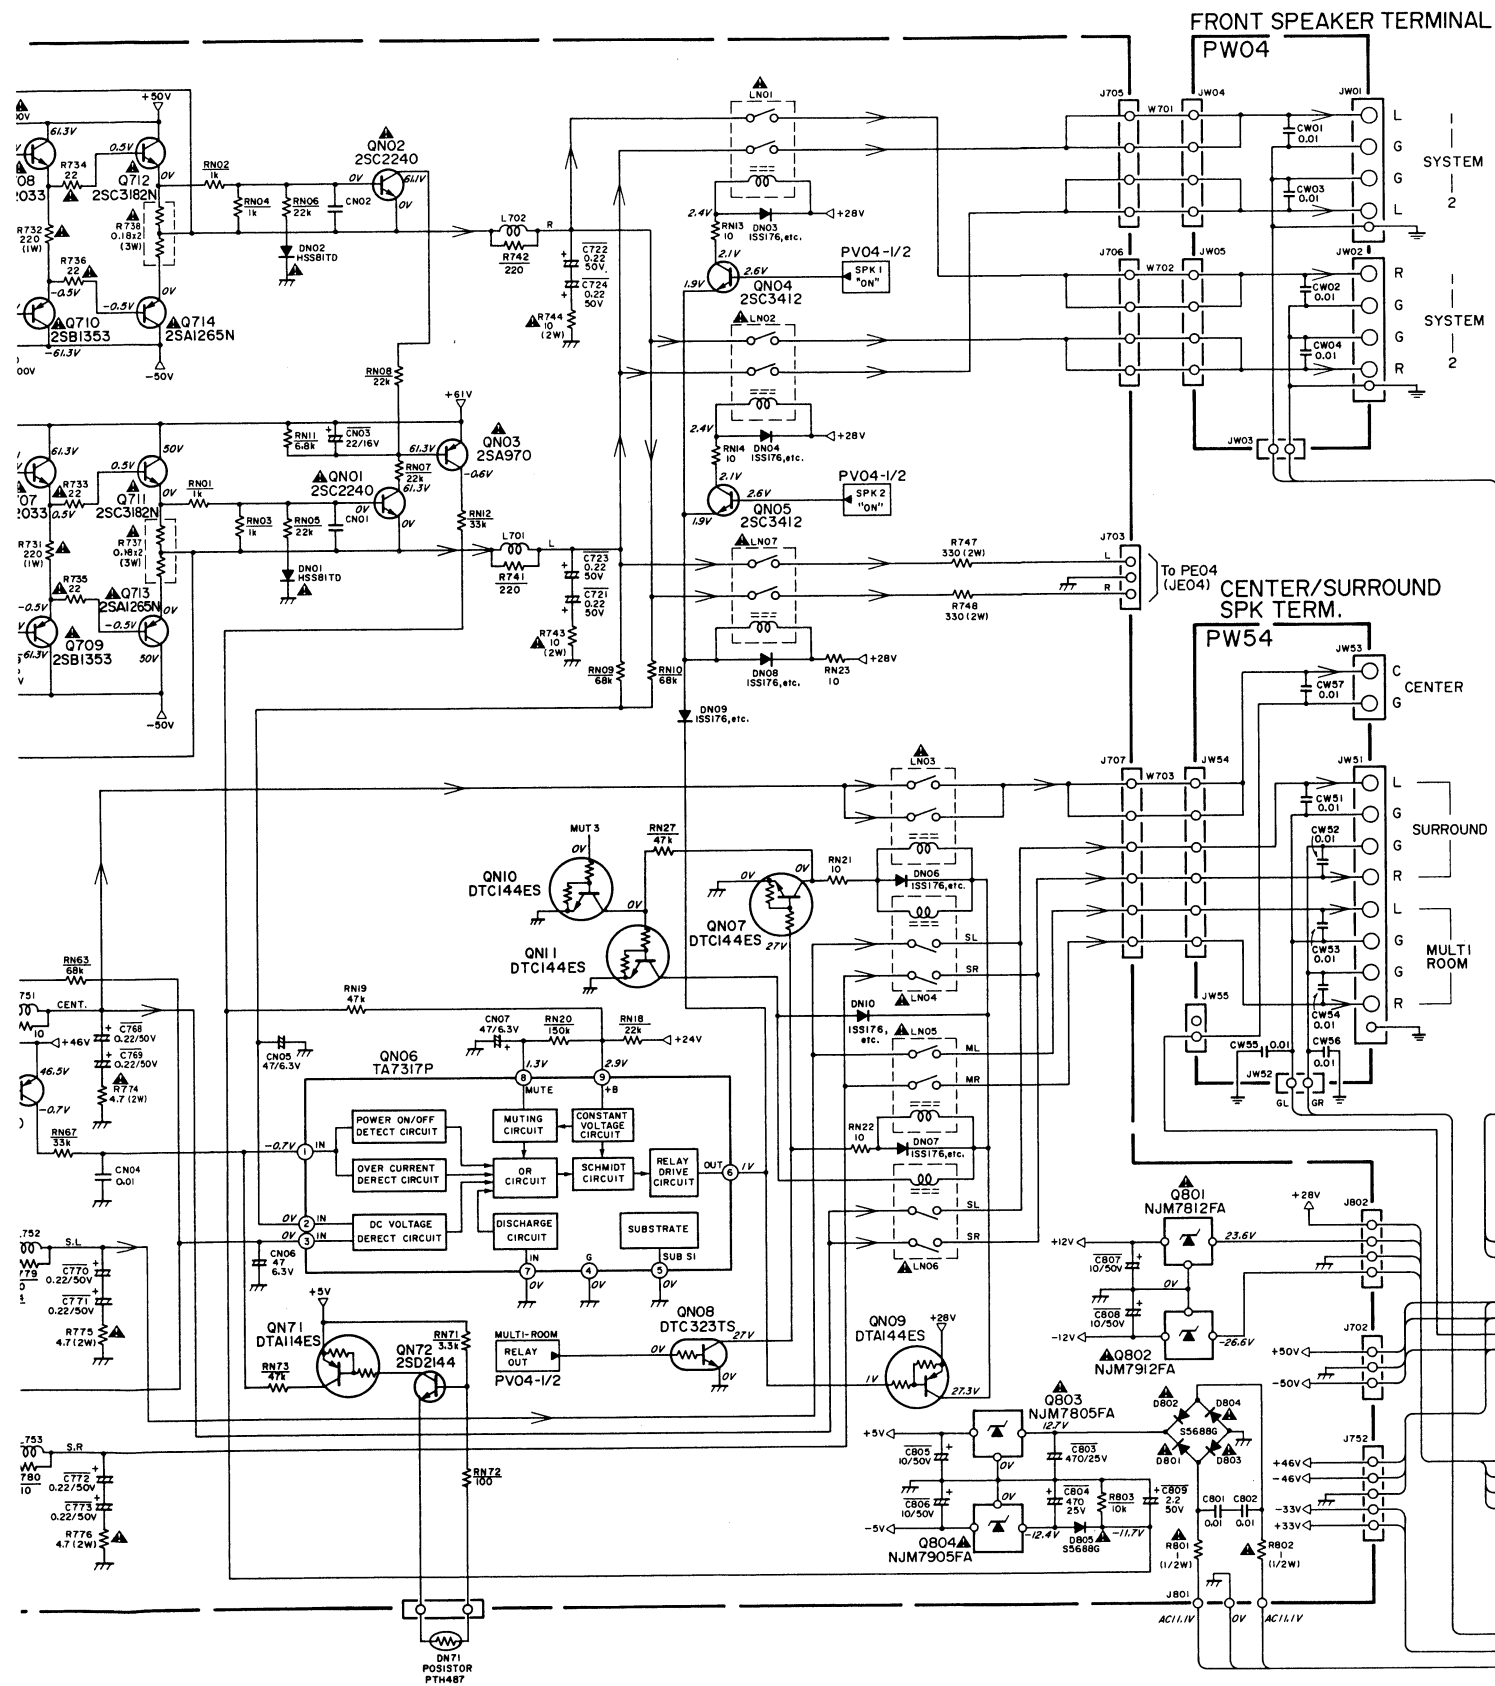 FRONT SPEAKER TERMINAL
PW04
+50V
61.3V
0.5V
R734
22
Q712
2SC3182N
0V
R732
220
(1W)
R738
0.18x2
(3W)
R736
22
-0.5V
-0.5V
0V
Q710
2SB1353
Q714
2SA1265N
-61.3V
-50V
RN02
1k
RN04
1k
RN06
22k
CN02
DN02
HSS81TD
QN02
2SC2240
61.1V
0V
0V
L702
R
R742
220
C722
0.22
50V
C724
0.22
50V
R744
10
(2W)
LN01
2.4V
RN13
10
DN03
1SS176,etc.
+28V
2.1V
1.9V
2.6V
QN04
2SC3412
PV04-1/2
SPK 1
"ON"
LN02
2.4V
RN14
10
DN04
1SS176,etc.
+28V
2.1V
1.9V
2.6V
QN05
2SC3412
PV04-1/2
SPK 2
"ON"
J705
W701
JW04
JW01
CW01
0.01
CW03
0.01
L
G
G
L
SYSTEM
1
2
J706
W702
JW05
JW02
CW02
0.01
CW04
0.01
R
G
G
R
SYSTEM
1
2
JW03
RN08
22k
+61V
RN11
6.8k
CN03
22/16V
61.3V
QN03
2SA970
-0.6V
RN07
22k
61.3V
QN01
2SC2240
0V
0V
CN01
61.3V
50V
R733
22
0.5V
0.5V
Q711
2SC3182N
0V
RN01
1k
RN03
1k
RN05
22k
RN12
33k
R731
220
(1W)
R737
0.18x2
(3W)
R735
22
DN01
HSS81TD
Q713
2SA1265N
-0.5V
-0.5V
0V
Q709
2SB1353
-61.3V
50V
-50V
L701
L
R741
220
C723
0.22
50V
C721
0.22
50V
R743
10
(2W)
RN09
68k
RN10
68k
LN07
DN08
1SS176,etc.
RN23
10
+28V
DN09
1SS176,etc.
R747
330(2W)
R748
330(2W)
J703
L
R
To PE04
(JE04)
CENTER/SURROUND
SPK TERM.
PW54
JW53
CW57
0.01
C
G
CENTER
LN03
J707
W703
JW54
JW51
CW51
0.01
CW52
0.01
L
G
G
R
SURROUND
CW53
0.01
CW54
0.01
L
G
G
R
MULTI
ROOM
JW55
CW55
0.01
CW56
0.01
JW52
GL
GR
MUT 3
0V
RN27
47k
QN10
DTC144ES
0V
QN11
DTC144ES
0V
0V
QN07
DTC144ES
27V
RN21
10
DN06
1SS176,etc.
SL
SR
LN04
DN10
1SS176,
etc.
LN05
ML
MR
RN22
10
DN07
1SS176,etc.
SL
SR
LN06
RN63
68k
CENT.
C768
0.22/50V
C769
0.22/50V
R774
4.7(2W)
+46V
46.5V
-0.7V
RN67
33k
CN04
0.01
S.L
C770
0.22/50V
C771
0.22/50V
R775
4.7(2W)
S.R
C772
0.22/50V
C773
0.22/50V
R776
4.7(2W)
RN19
47k
CN05
47/6.3V
QN06
TA7317P
CN07
47/6.3V
RN20
150k
RN18
22k
+24V
1.3V
2.9V
8
MUTE
9
+B
POWER ON/OFF
DETECT CIRCUIT
MUTING
CIRCUIT
CONSTANT
VOLTAGE
CIRCUIT
-0.7V
1
IN
OVER CURRENT
DERECT CIRCUIT
OR
CIRCUIT
SCHMIDT
CIRCUIT
RELAY
DRIVE
CIRCUIT
OUT
6
1V
0V
2
IN
0V
3
IN
DC VOLTAGE
DERECT CIRCUIT
DISCHARGE
CIRCUIT
SUBSTRATE
CN06
47
6.3V
IN
7
0V
G
4
0V
SUB S1
5
0V
+5V
QN71
DTA114ES
RN73
47k
QN72
2SD2144
RN71
3.3k
RN72
100
MULTI-ROOM
RELAY
OUT
PV04-1/2
QN08
DTC323TS
0V
27V
0V
QN09
DTA144ES
+28V
1V
27.3V
Q801
NJM7812FA
+12V
23.6V
C807
10/50V
0V
C808
10/50V
-12V
-26.6V
Q802
NJM7912FA
+28V
J802
J702
+50V
-50V
Q803
NJM7805FA
12.7V
+5V
C805
10/50V
0V
C803
470/25V
C806
10/50V
0V
C804
470
25V
R803
10k
C809
2.2
50V
-5V
-12.4V
D805
S5688G
-11.7V
Q804
NJM7905FA
D802
D804
S5688G
D801
D803
C801
0.01
C802
0.01
R801
1
(1/2W)
R802
1
(1/2W)
J752
+46V
-46V
-33V
+33V
J801
AC11.1V
0V
AC11.1V
DN71
POSISTOR
PTH487